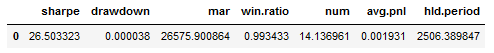 sharpe drawdown mar win.ratio num avg.pnl hld.period
0 26.503323 0.000038 26575.900864 0.993433 14.136961 0.001931 2506.389847